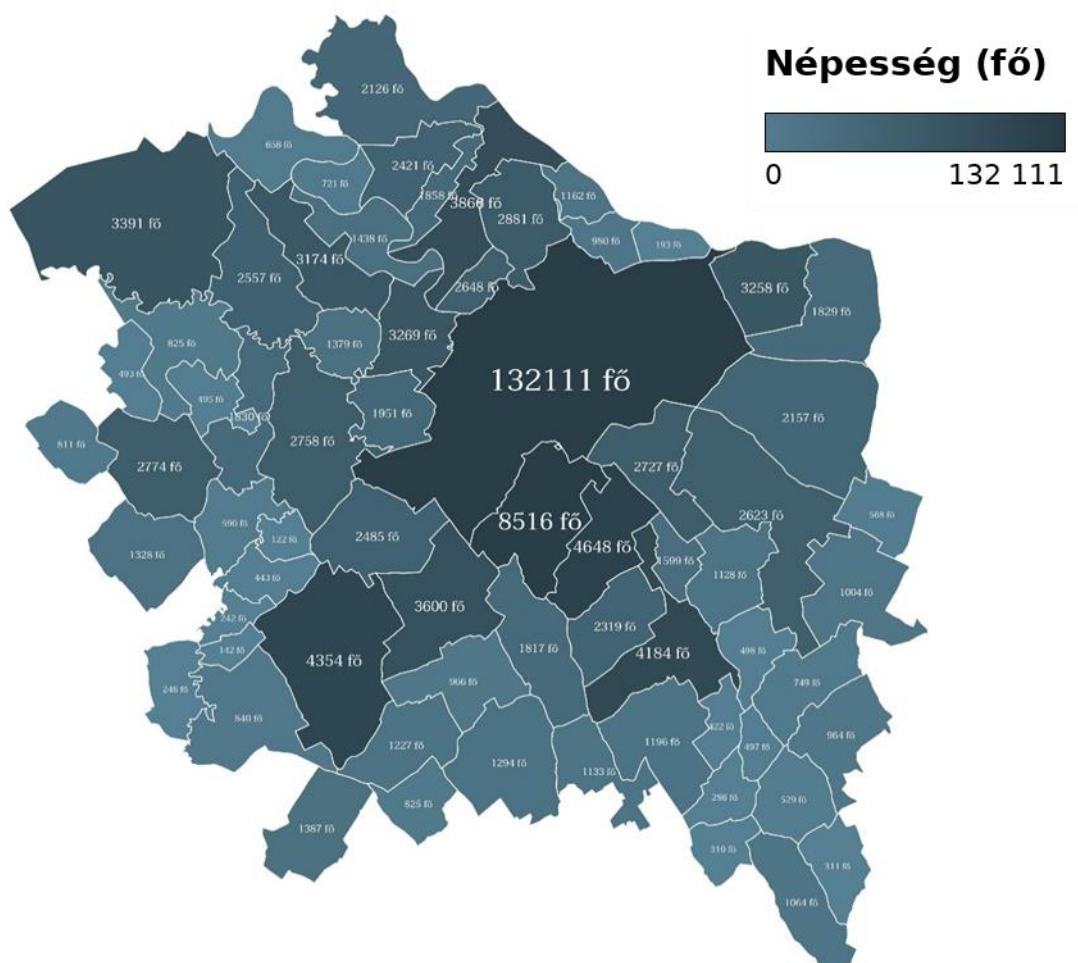 Népesség (fő)
0 132 111
2126 fő
658 fő
2421 fő
721 fő
1858 fő
3866 fő
1162 fő
3391 fő
2881 fő
1438 fő
980 fő
193 fő
3174 fő
2557 fő
2648 fő
3258 fő
1829 fő
3269 fő
825 fő
1379 fő
493 fő
132111 fő
495 fő
1951 fő
1830 fő
2157 fő
811 fő
2758 fő
2774 fő
2727 fő
568 fő
2623 fő
590 fő
8516 fő
122 fő
2485 fő
4648 fő
1328 fő
1599 fő
443 fő
1128 fő
1004 fő
3600 fő
242 fő
2319 fő
142 fő
1817 fő
498 fő
4354 fő
4184 fő
966 fő
749 fő
246 fő
840 fő
422 fő
964 fő
1227 fő
1196 fő
497 fő
1294 fő
1133 fő
825 fő
298 fő
529 fő
1387 fő
310 fő
311 fő
1064 fő